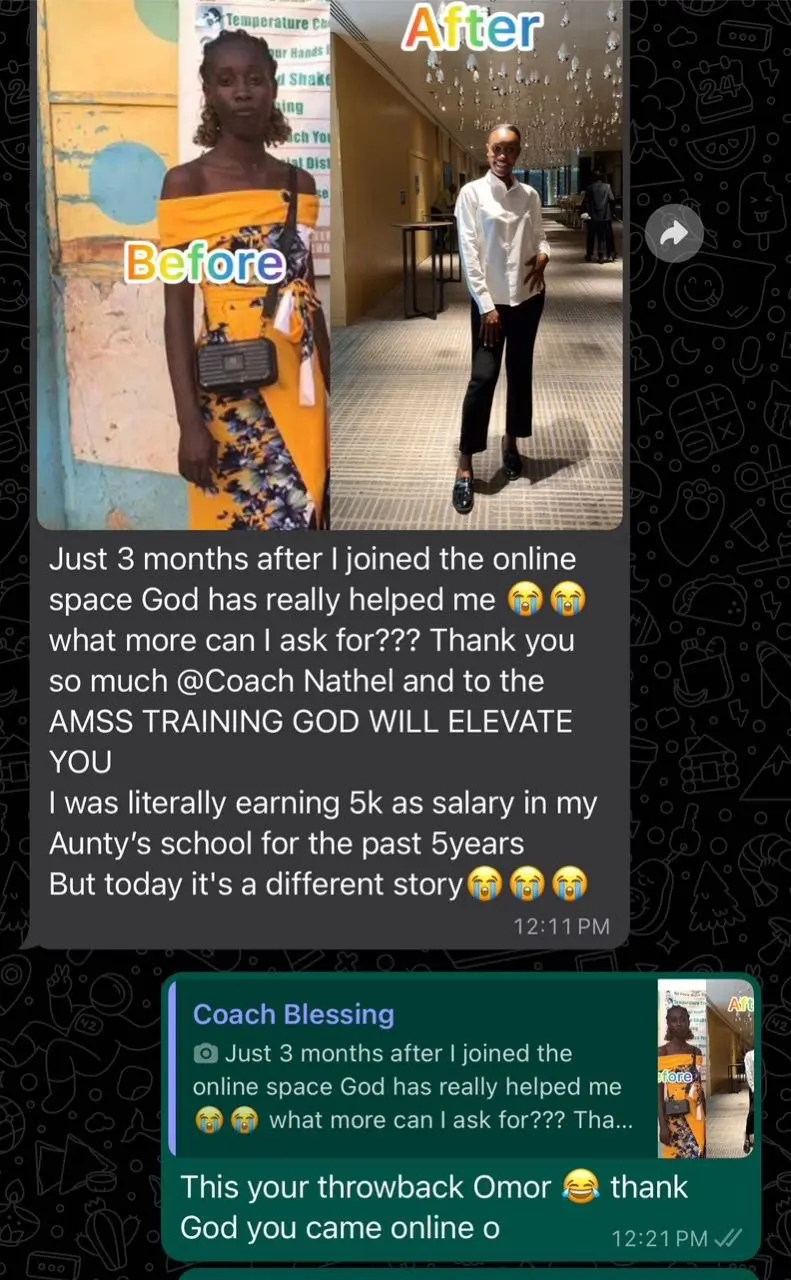 Temperature Ch
After
ur Hands
d Shake
ing
ch You
ial Dist
se
Before
Just 3 months after I joined the online
space God has really helped me 😭😭
what more can I ask for??? Thank you
so much @Coach Nathel and to the
AMSS TRAINING GOD WILL ELEVATE
YOU
I was literally earning 5k as salary in my
Aunty's school for the past 5years
But today it's a different story😭😭😭
12:11 PM
Coach Blessing
📷 Just 3 months after I joined the
online space God has really helped me
😭😭 what more can I ask for??? Tha...
Aft
efore
This your throwback Omor 😂 thank
God you came online o
12:21 PM